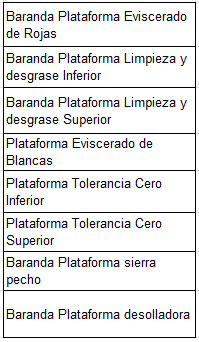 Baranda Plataforma Eviscerado
de Rojas
Baranda Plataforma Limpieza y
desgrase Inferior
Baranda Plataforma Limpieza y
desgrase Superior
Plataforma Eviscerado de
Blancas
Plataforma Tolerancia Cero
Inferior
Plataforma Tolerancia Cero
Superior
Baranda Plataforma sierra
pecho
Baranda Plataforma desolladora